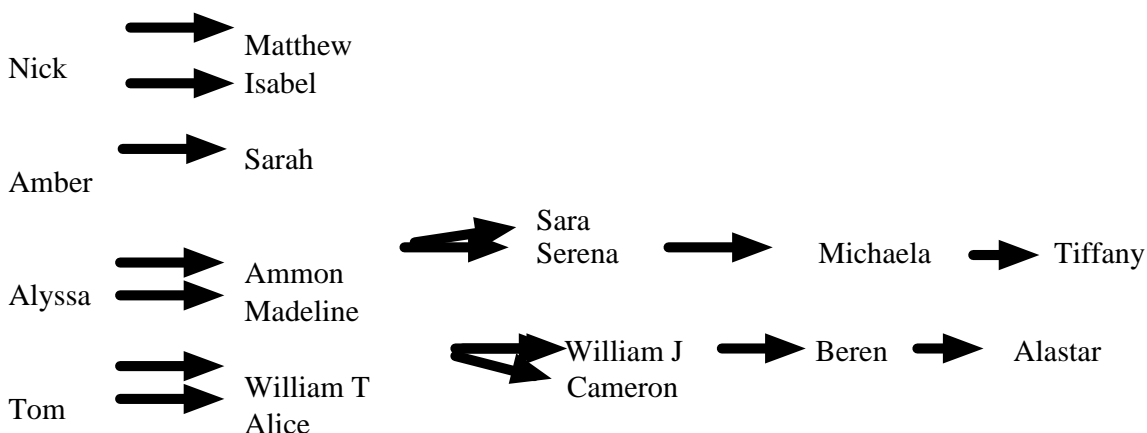 Matthew
Nick
Isabel
Sarah
Amber
Sara
Serena
Michaela
Tiffany
Ammon
Alyssa
Madeline
William J
Beren
Alastar
Cameron
William T
Tom
Alice